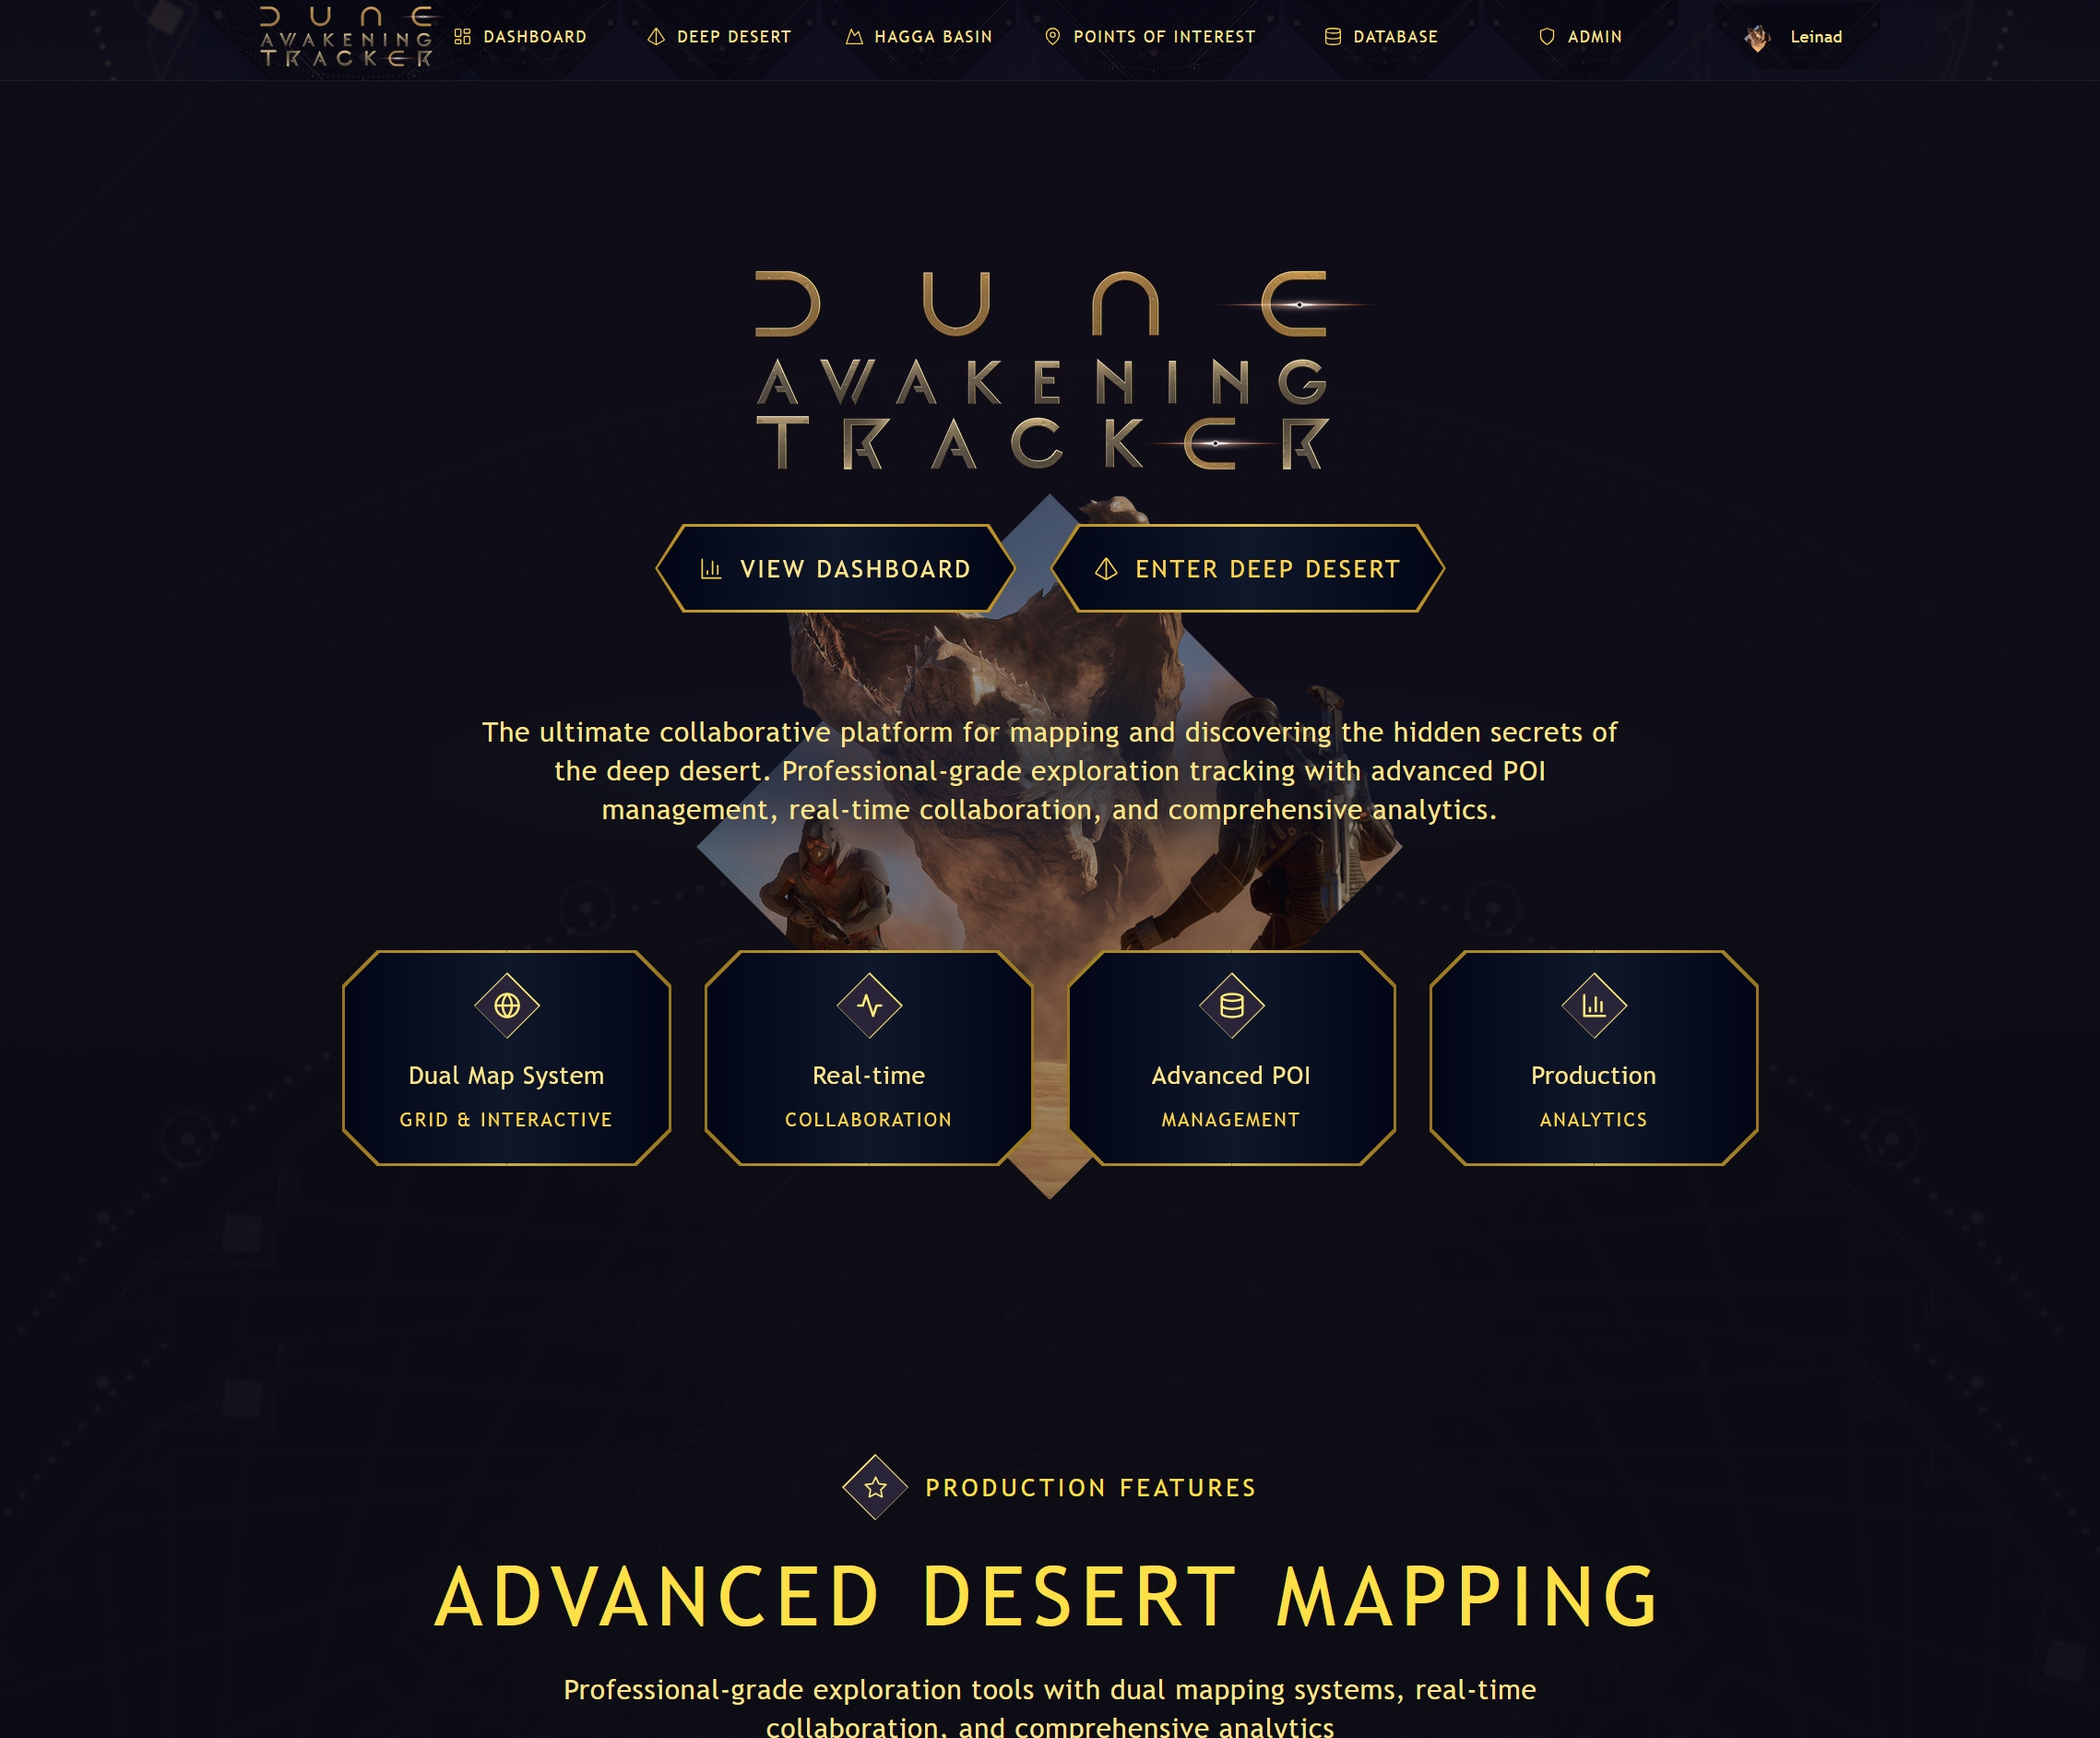 DUNE
AWAKENING
TRACKER
DASHBOARD
DEEP DESERT
HAGGA BASIN
POINTS OF INTEREST
DATABASE
ADMIN
Leinad
DUNE
AWAKENING
TRACKER
VIEW DASHBOARD
ENTER DEEP DESERT
The ultimate collaborative platform for mapping and discovering the hidden secrets of
the deep desert. Professional-grade exploration tracking with advanced POI
management, real-time collaboration, and comprehensive analytics.
Dual Map System
GRID & INTERACTIVE
Real-time
COLLABORATION
Advanced POI
MANAGEMENT
Production
ANALYTICS
PRODUCTION FEATURES
ADVANCED DESERT MAPPING
Professional-grade exploration tools with dual mapping systems, real-time
collaboration, and comprehensive analytics